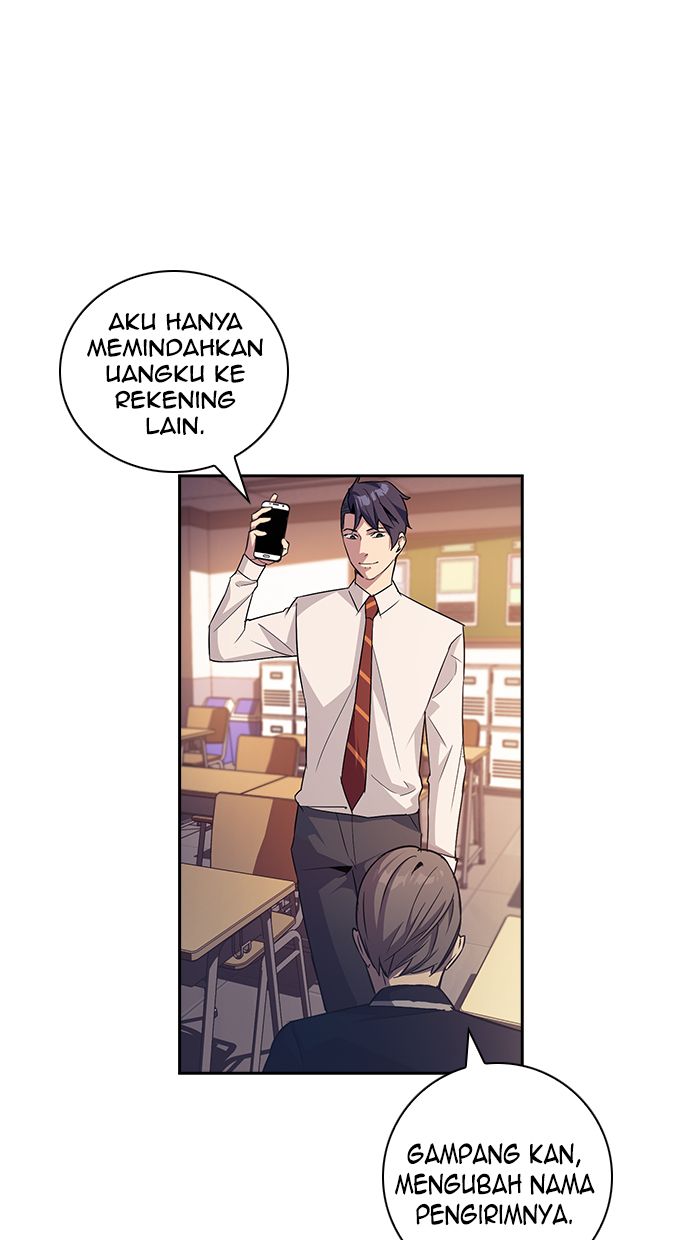 AKU HANYA
MEMINDAHKAN
UANGKU KE
REKENING
LAIN.
GAMPANG KAN,
MENGUBAH NAMA
PENGIRIMNYA.